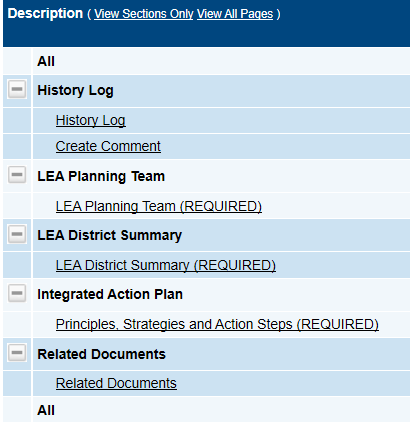 Description ( View Sections Only View All Pages )
All
History Log
History Log
Create Comment
LEA Planning Team
LEA Planning Team (REQUIRED)
LEA District Summary
LEA District Summary (REQUIRED)
Integrated Action Plan
Principles, Strategies and Action Steps (REQUIRED)
Related Documents
Related Documents
All